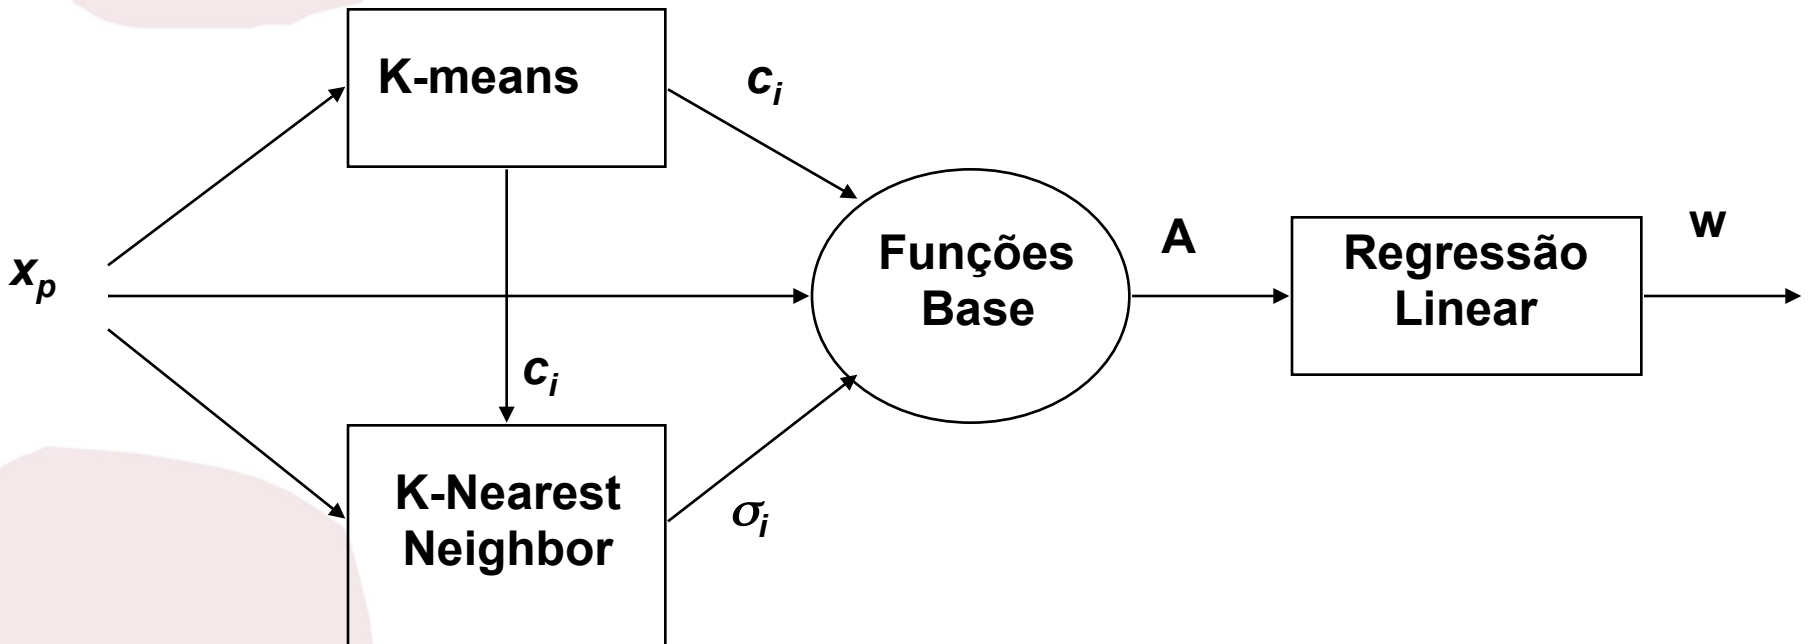 K-means
c_i
x_p
Funções
Base
A
Regressão
Linear
w
c_i
K-Nearest
Neighbor
σ_i